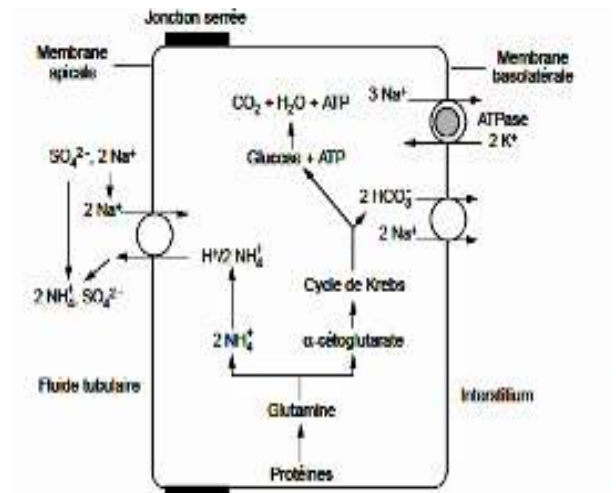 Jonction serrée
Membrane apicale
Membrane basolatérale
3 Na⁺
CO₂ + H₂O + ATP
ATPase
2 K⁺
SO₄²⁻, 2 Na⁺
Glucose + ATP
2 HCO₃⁻
2 Na⁺
2 Na⁺
H⁺/2 NH₄⁺
Cycle de Krebs
2 NH₄⁺, SO₄²⁻
2 NH₄⁺
α-cétoglutarate
Fluide tubulaire
Interstitium
Glutamine
Protéines